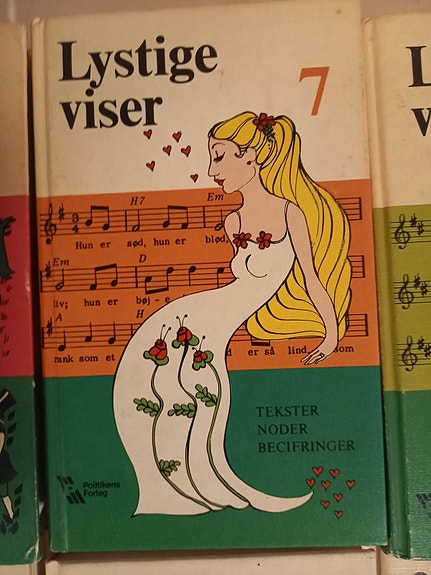 Lystige
viser
7
H7 Em
Hun er sød, hun er blød,
Em D
liv; hun er bøj-e
A H
rank som et er så lind, som
TEKSTER
NODER
BECIFRINGER
Politikens
Forlag